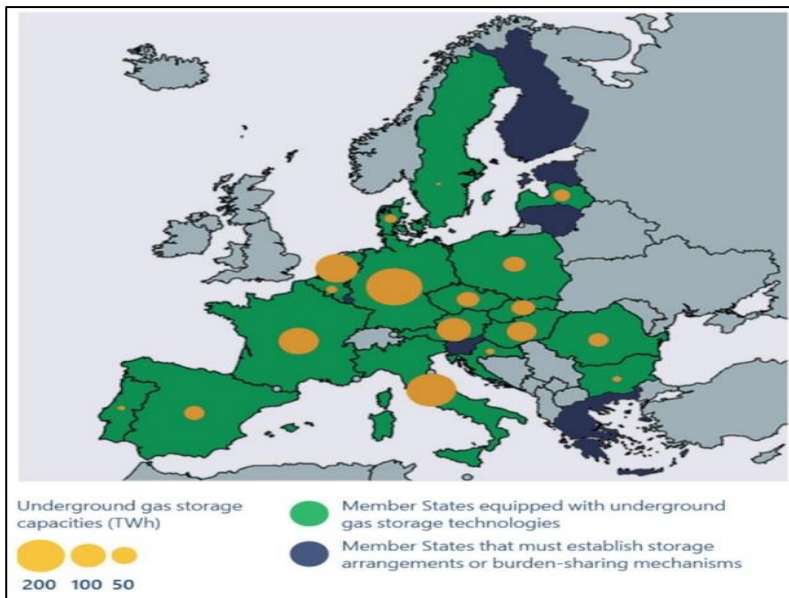 Underground gas storage
capacities (TWh)
200 100 50
Member States equipped with underground
gas storage technologies
Member States that must establish storage
arrangements or burden-sharing mechanisms